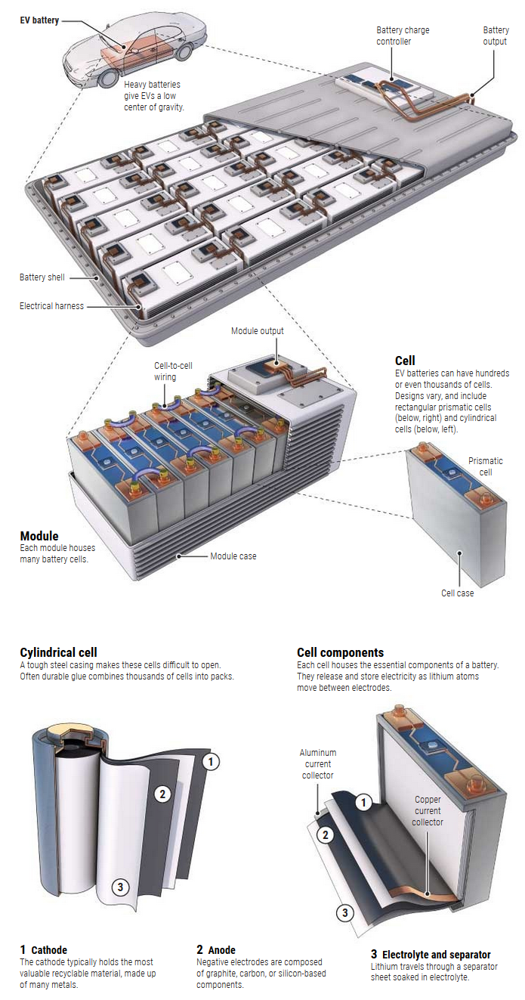 EV battery
Battery charge
controller
Battery
output
Heavy batteries
give EVs a low
center of gravity.
Battery shell
Electrical harness
Module output
Cell-to-cell
wiring
Cell
EV batteries can have hundreds
or even thousands of cells.
Designs vary, and include
rectangular prismatic cells
(below, right) and cylindrical
cells (below, left).
Prismatic
cell
Module
Each module houses
many battery cells.
Module case
Cell case
Cylindrical cell
A tough steel casing makes these cells difficult to open.
Often durable glue combines thousands of cells into packs.
Cell components
Each cell houses the essential components of a battery.
They release and store electricity as lithium atoms
move between electrodes.
1
2
3
Aluminum
current
collector
1
Copper
current
collector
2
3
1 Cathode
The cathode typically holds the most
valuable recyclable material, made up
of many metals.
2 Anode
Negative electrodes are composed
of graphite, carbon, or silicon-based
components.
3 Electrolyte and separator
Lithium travels through a separator
sheet soaked in electrolyte.